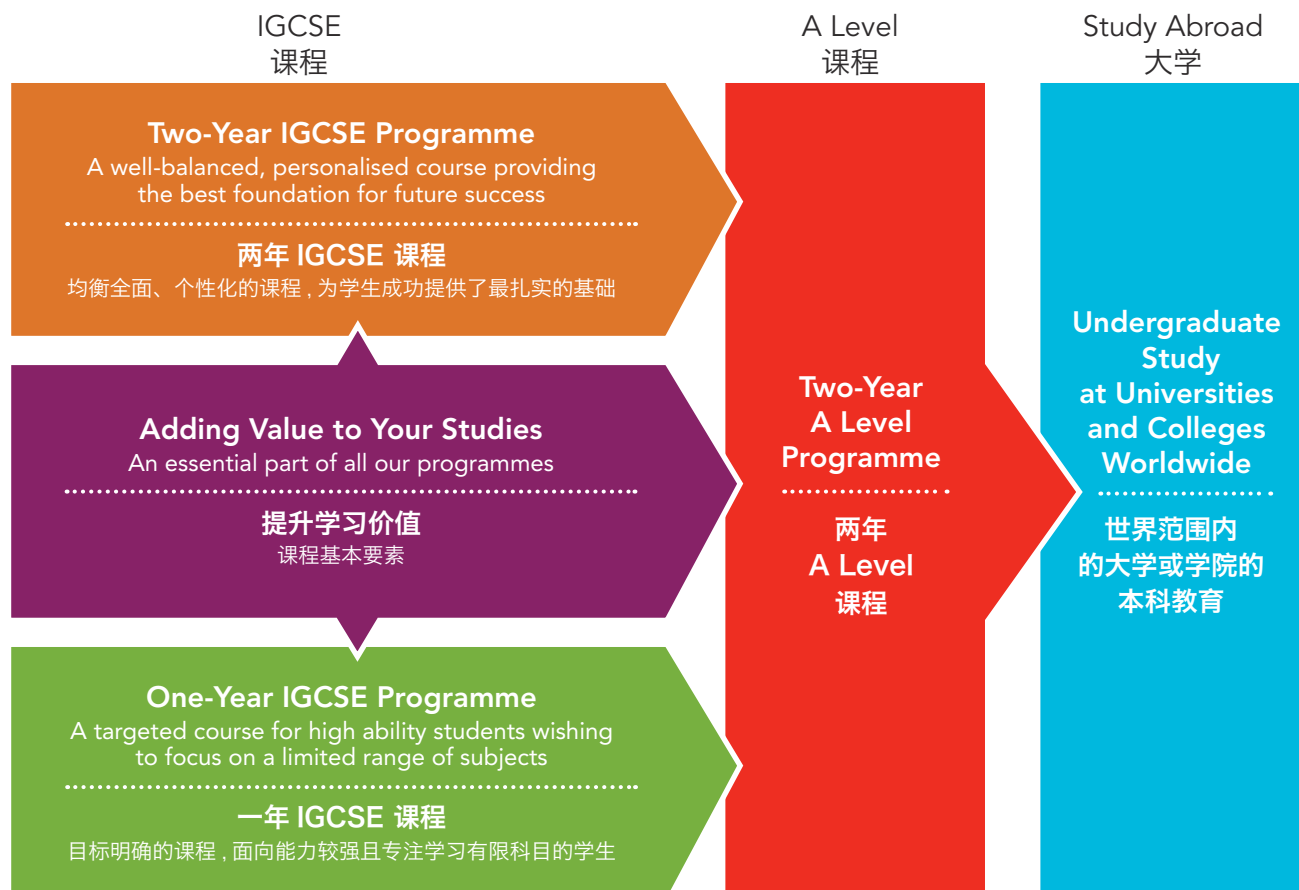 IGCSE
课程
A Level
课程
Study Abroad
大学
Two-Year IGCSE Programme
A well-balanced, personalised course providing
the best foundation for future success
两年 IGCSE 课程
均衡全面、个性化的课程 , 为学生成功提供了最扎实的基础
Adding Value to Your Studies
An essential part of all our programmes
提升学习价值
课程基本要素
One-Year IGCSE Programme
A targeted course for high ability students wishing
to focus on a limited range of subjects
一年 IGCSE 课程
目标明确的课程 , 面向能力较强且专注学习有限科目的学生
Two-Year
A Level
Programme
两年
A Level
课程
Undergraduate
Study
at Universities
and Colleges
Worldwide
世界范围内
的大学或学院的
本科教育